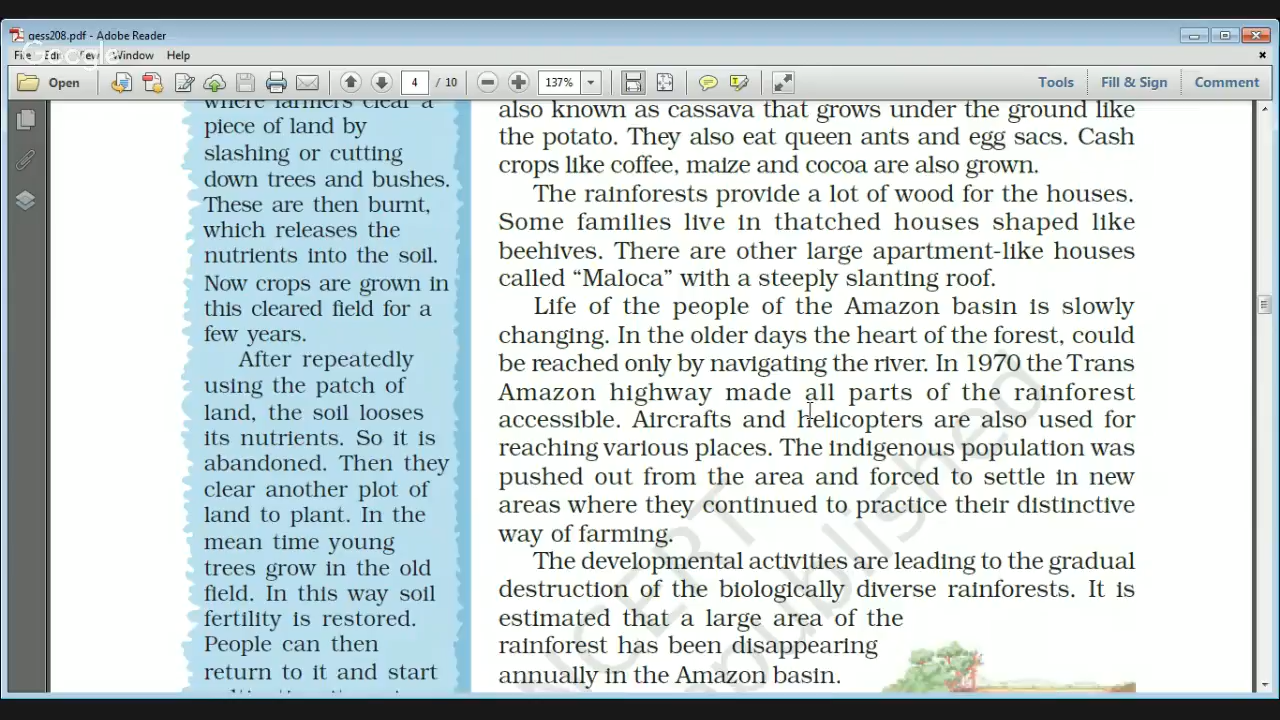 gess208.pdf - Adobe Reader
File Edit View Window Help
Google
Open
4 / 10
137%
Tools Fill & Sign Comment
where farmers clear a
piece of land by
slashing or cutting
down trees and bushes.
These are then burnt,
which releases the
nutrients into the soil.
Now crops are grown in
this cleared field for a
few years.
After repeatedly
using the patch of
land, the soil looses
its nutrients. So it is
abandoned. Then they
clear another plot of
land to plant. In the
mean time young
trees grow in the old
field. In this way soil
fertility is restored.
People can then
return to it and start
also known as cassava that grows under the ground like
the potato. They also eat queen ants and egg sacs. Cash
crops like coffee, maize and cocoa are also grown.
The rainforests provide a lot of wood for the houses.
Some families live in thatched houses shaped like
beehives. There are other large apartment-like houses
called “Maloca” with a steeply slanting roof.
Life of the people of the Amazon basin is slowly
changing. In the older days the heart of the forest, could
be reached only by navigating the river. In 1970 the Trans
Amazon highway made all parts of the rainforest
accessible. Aircrafts and helicopters are also used for
reaching various places. The indigenous population was
pushed out from the area and forced to settle in new
areas where they continued to practice their distinctive
way of farming.
The developmental activities are leading to the gradual
destruction of the biologically diverse rainforests. It is
estimated that a large area of the
rainforest has been disappearing
annually in the Amazon basin.
NCERT
published